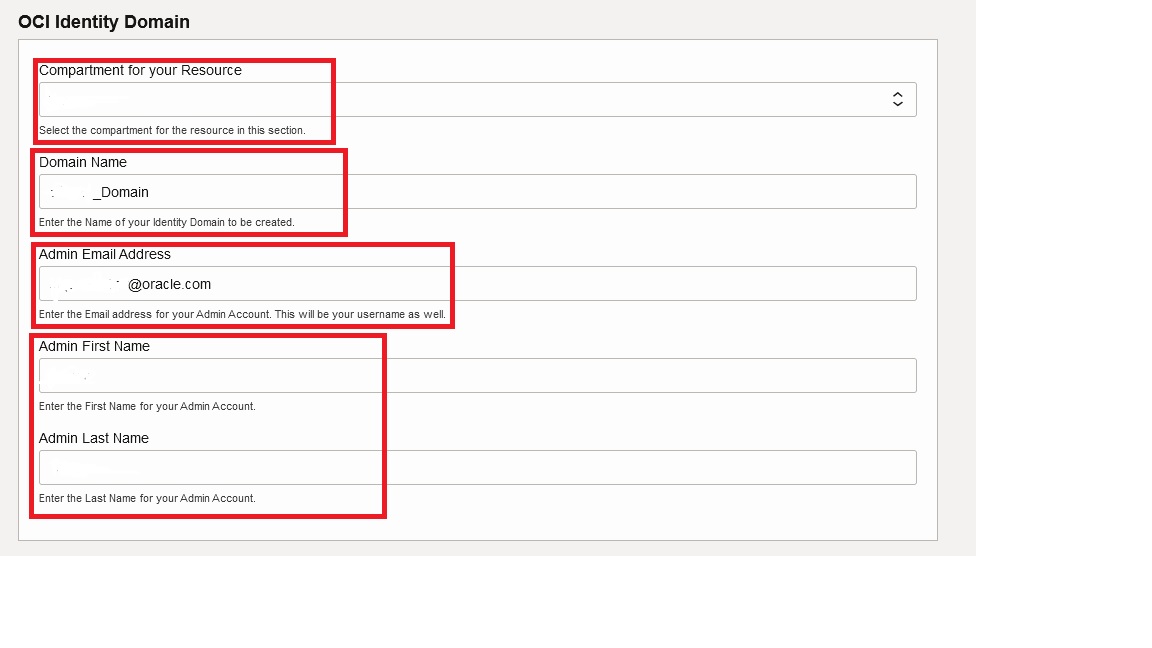 OCI Identity Domain
Compartment for your Resource
Select the compartment for the resource in this section.
Domain Name
_Domain
Enter the Name of your Identity Domain to be created.
Admin Email Address
@oracle.com
Enter the Email address for your Admin Account. This will be your username as well.
Admin First Name
Enter the First Name for your Admin Account.
Admin Last Name
Enter the Last Name for your Admin Account.